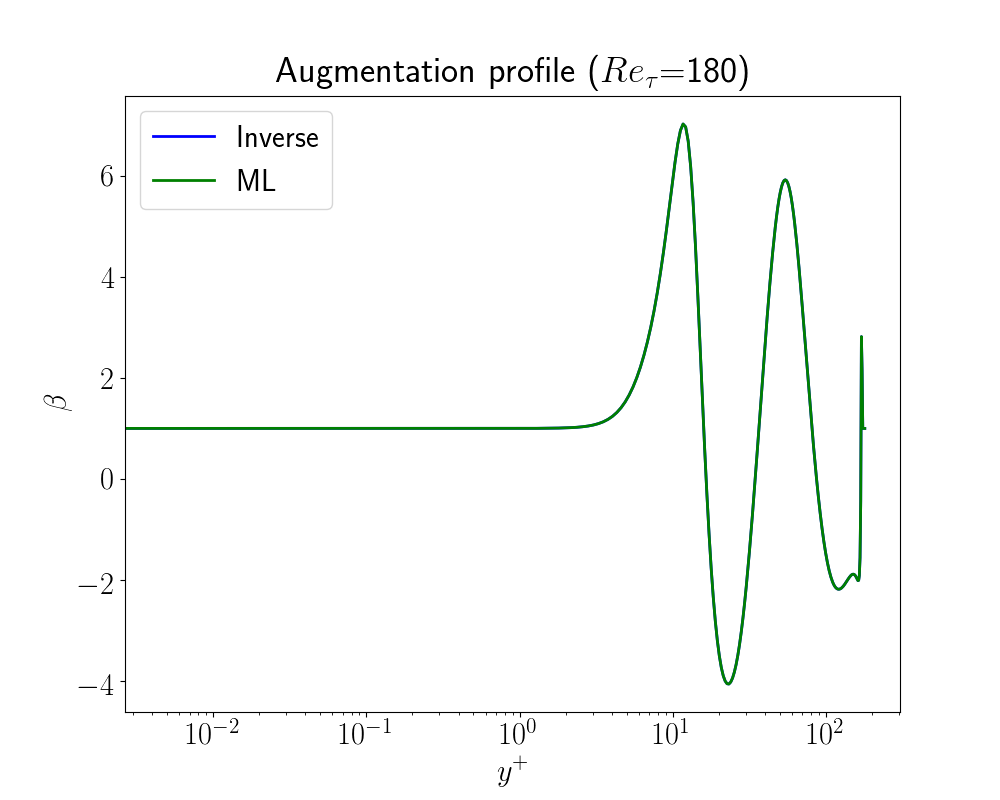 Augmentation profile ($Re_\tau$=180)
Inverse
ML
6
4
2
0
−2
−4
β
$10^{-2}$ $10^{-1}$ $10^{0}$ $10^{1}$ $10^{2}$
$y^+$